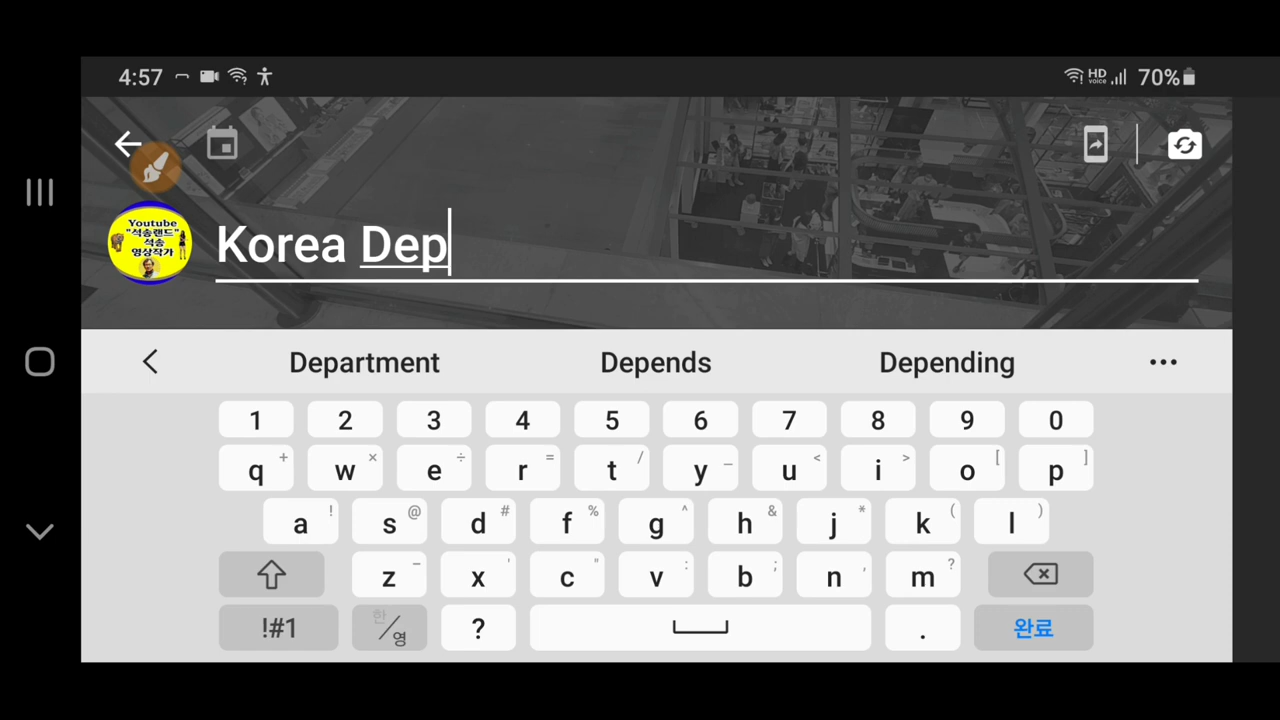 4:57
HD voice
70%
Youtube
"석송랜드"
석송
영상작가
Korea Dep
Department Depends Depending •••
1 2 3 4 5 6 7 8 9 0
q + w × e ÷ r = t / y _ u < i > o [ p ]
a ! s @ d # f % g ^ h & j * k ( l )
z - x ' c " v : b ; n , m ?
!#1 한/영 ? . 완료